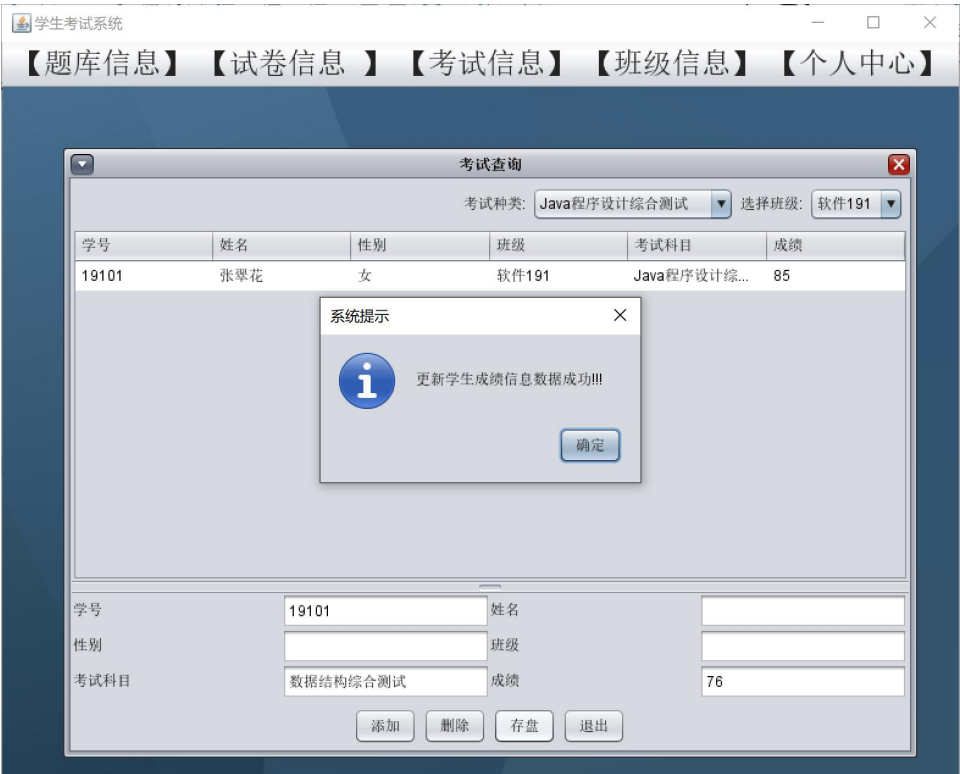 学生考试系统
【题库信息】 【试卷信息 】 【考试信息】 【班级信息】 【个人中心】
考试查询
考试种类: Java程序设计综合测试 选择班级: 软件191
学号 姓名 性别 班级 考试科目 成绩
19101 张翠花 女 软件191 Java程序设计综... 85
系统提示
更新学生成绩信息数据成功!!!
确定
学号 19101 姓名
性别 班级
考试科目 数据结构综合测试 成绩 76
添加 删除 存盘 退出